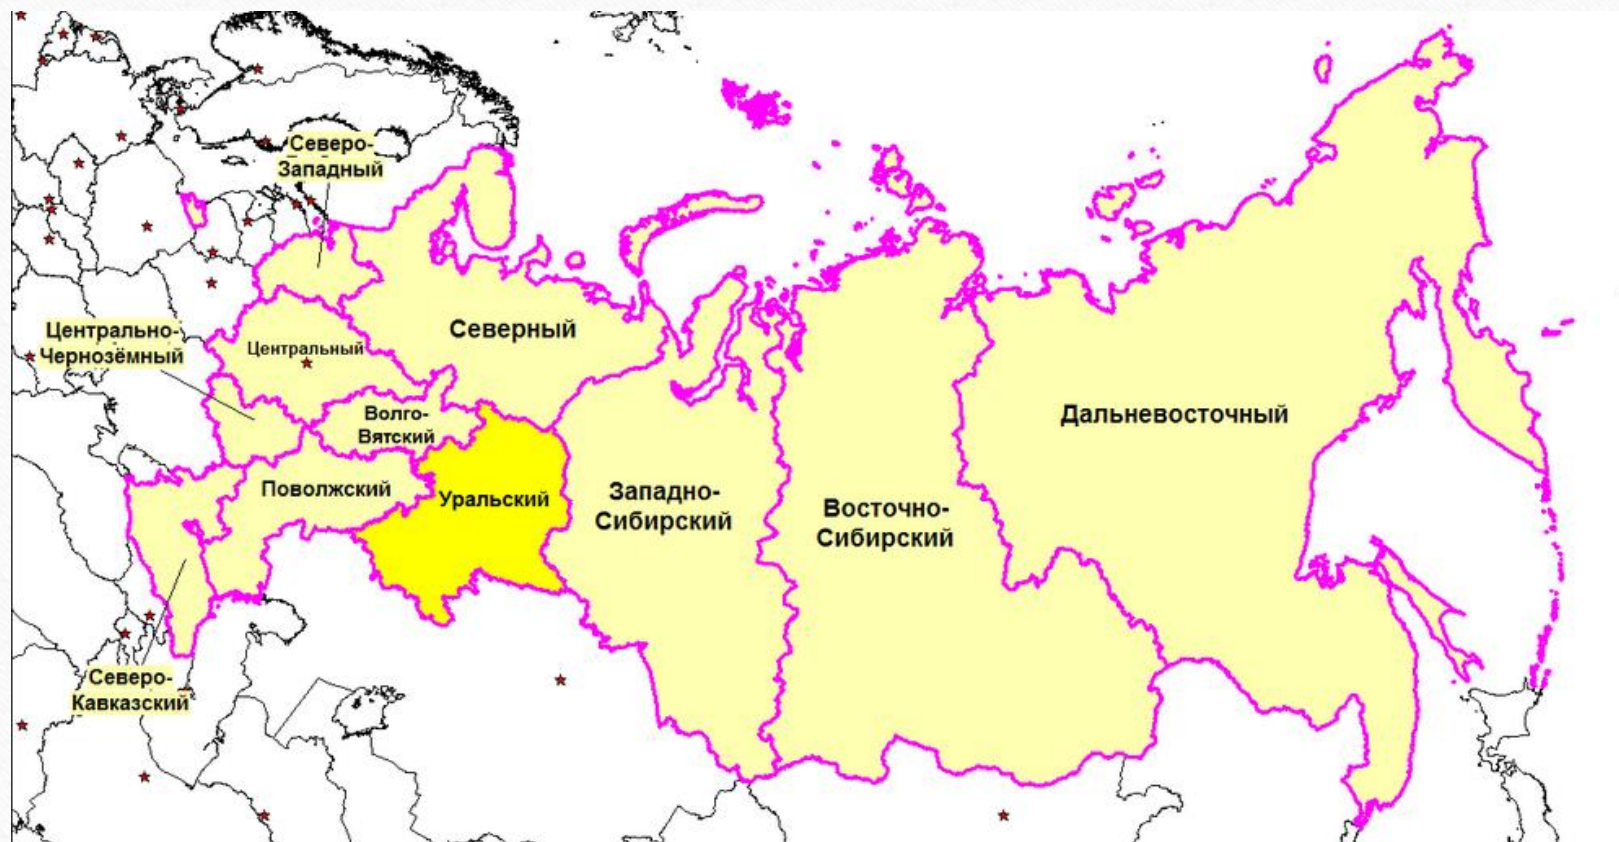 Северо-
Западный
Центрально-
Чернозёмный
Центральный
Северный
Волго-
Вятский
Дальневосточный
Поволжский
Уральский
Западно-
Сибирский
Восточно-
Сибирский
Северо-
Кавказский